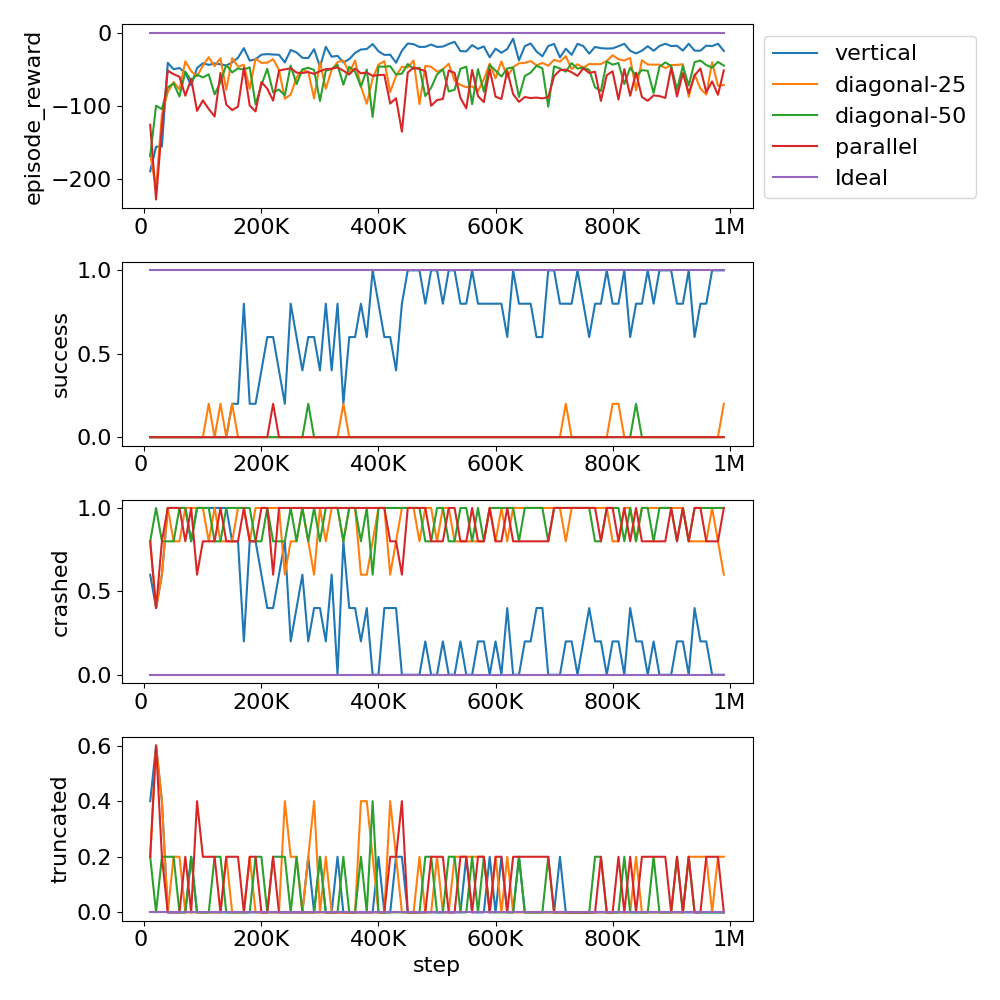 episode_reward
0
−100
−200
0 200K 400K 600K 800K 1M
vertical
diagonal-25
diagonal-50
parallel
Ideal
success
1.0
0.5
0.0
0 200K 400K 600K 800K 1M
crashed
1.0
0.5
0.0
0 200K 400K 600K 800K 1M
truncated
0.6
0.4
0.2
0.0
0 200K 400K 600K 800K 1M
step